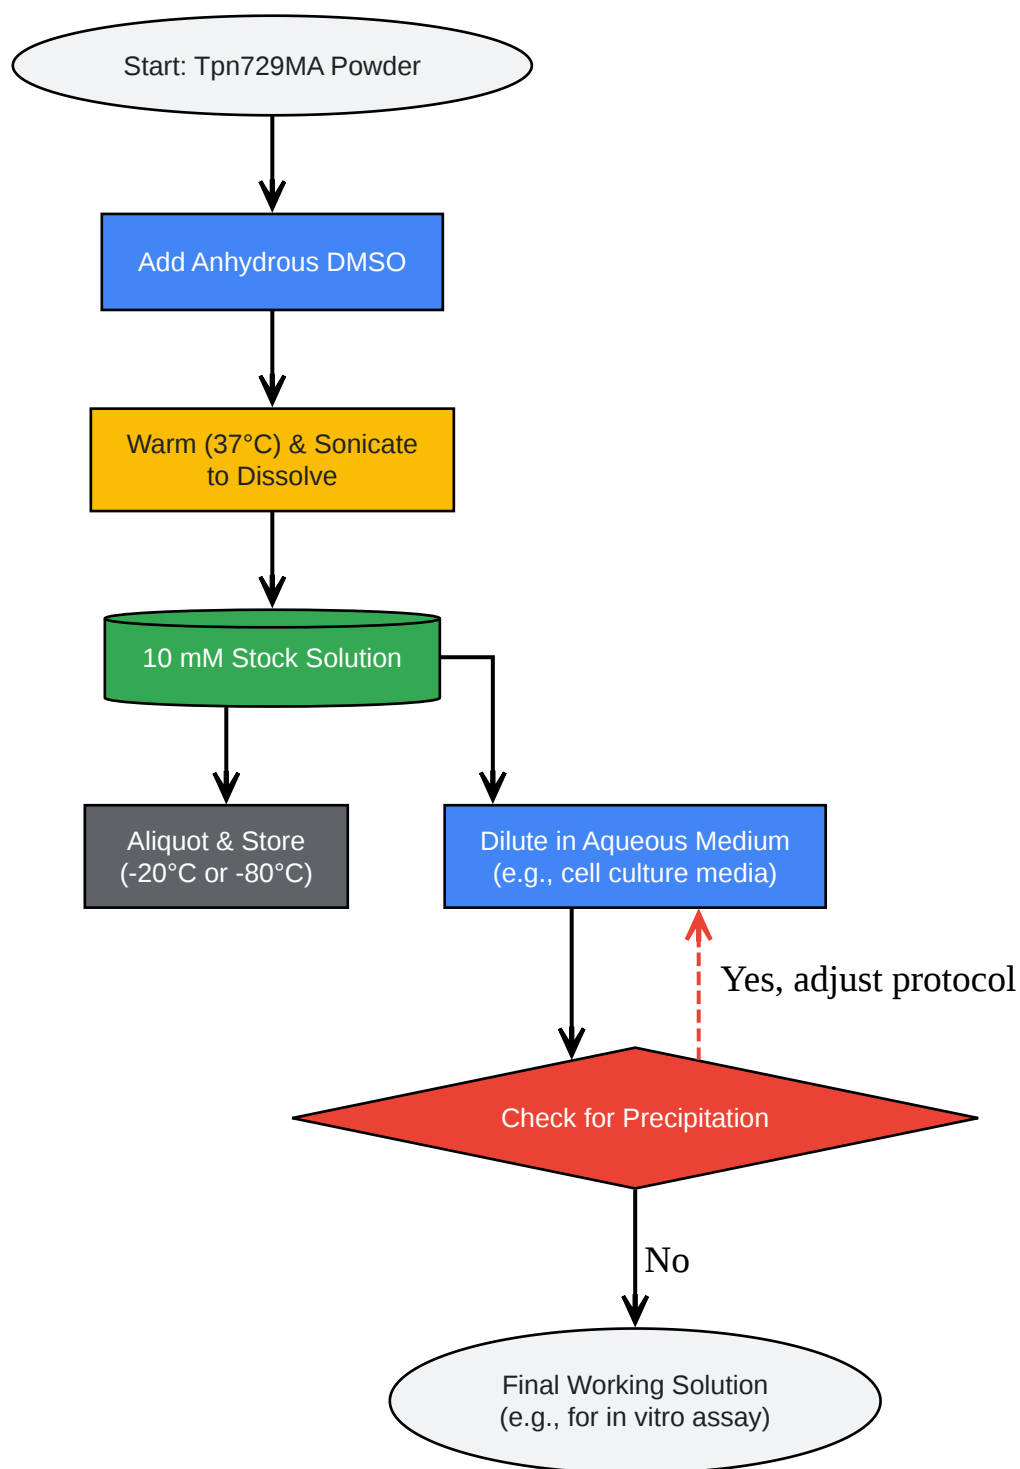 Start: Tpn729MA Powder
Add Anhydrous DMSO
Warm (37°C) & Sonicate
to Dissolve
10 mM Stock Solution
Aliquot & Store
(-20°C or -80°C)
Dilute in Aqueous Medium
(e.g., cell culture media)
Yes, adjust protocol
Check for Precipitation
No
Final Working Solution
(e.g., for in vitro assay)